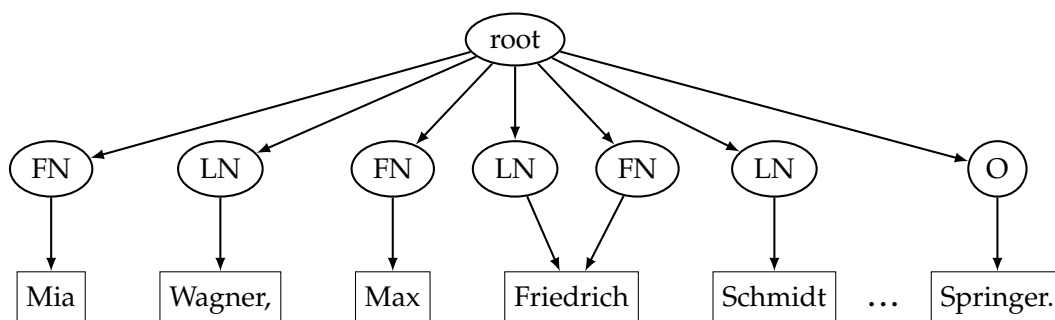 root
FN LN FN LN FN LN O
Mia Wagner, Max Friedrich Schmidt ... Springer.